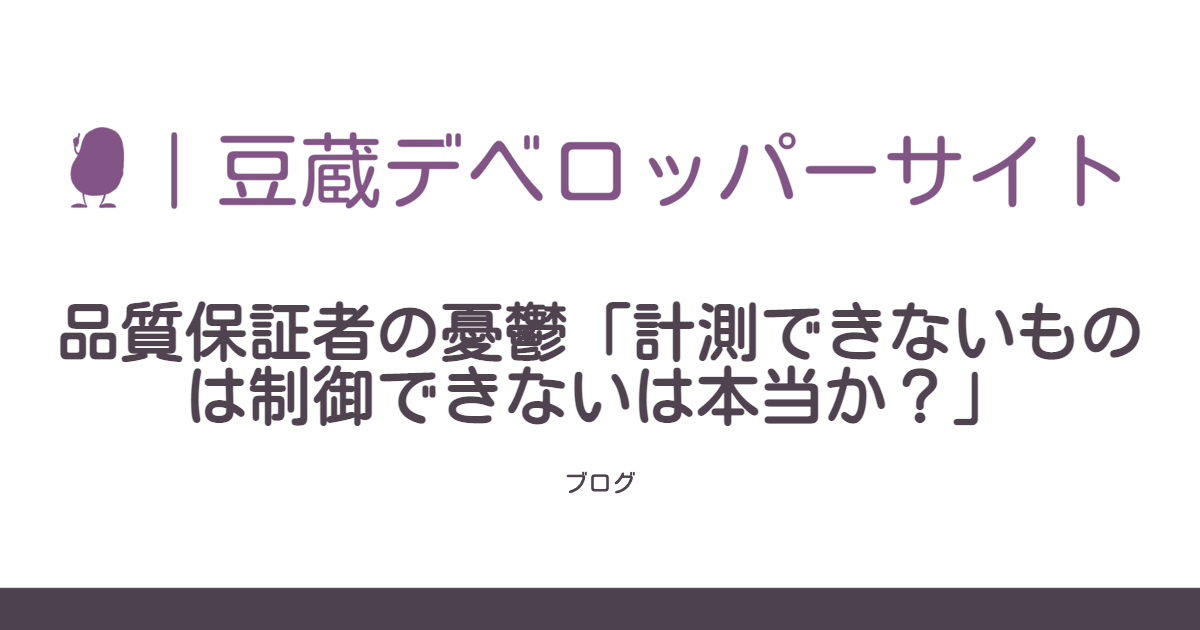 ｜豆蔵デベロッパーサイト
品質保証者の憂鬱「計測できないもの
は制御できないは本当か？」
ブログ